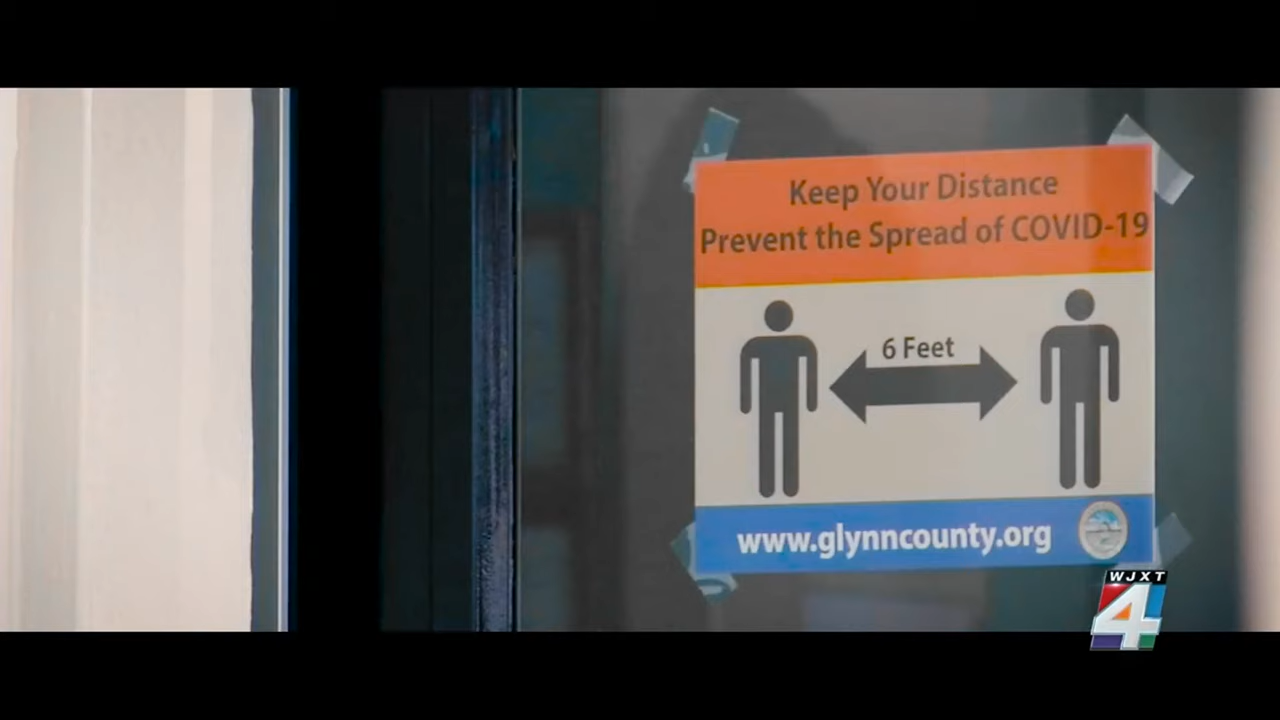 Keep Your Distance
Prevent the Spread of COVID-19
6 Feet
www.glynncounty.org
WJXT
4